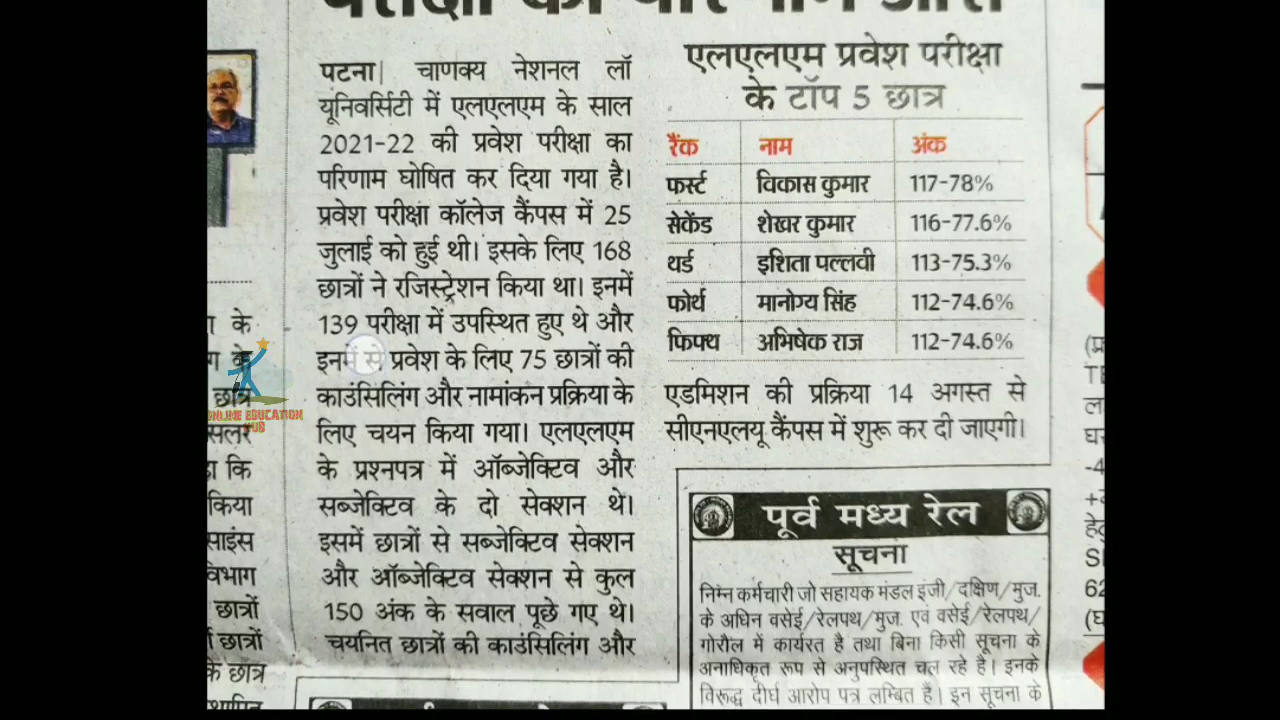 पटना| चाणक्य नेशनल लॉ
यूनिवर्सिटी में एलएलएम के साल
2021-22 की प्रवेश परीक्षा का
परिणाम घोषित कर दिया गया है।
प्रवेश परीक्षा कॉलेज कैंपस में 25
जुलाई को हुई थी। इसके लिए 168
छात्रों ने रजिस्ट्रेशन किया था। इनमें
139 परीक्षा में उपस्थित हुए थे और
इनमें से प्रवेश के लिए 75 छात्रों की
काउंसिलिंग और नामांकन प्रक्रिया के
लिए चयन किया गया। एलएलएम
के प्रश्नपत्र में ऑब्जेक्टिव और
सब्जेक्टिव के दो सेक्शन थे।
इसमें छात्रों से सब्जेक्टिव सेक्शन
और ऑब्जेक्टिव सेक्शन से कुल
150 अंक के सवाल पूछे गए थे।
चयनित छात्रों की काउंसिलिंग और
एलएलएम प्रवेश परीक्षा
के टॉप 5 छात्र
रैंक नाम अंक
फर्स्ट विकास कुमार 117-78%
सेकेंड शेखर कुमार 116-77.6%
थर्ड इशिता पल्लवी 113-75.3%
फोर्थ मानोग्य सिंह 112-74.6%
फिफ्थ अभिषेक राज 112-74.6%
एडमिशन की प्रक्रिया 14 अगस्त से
सीएनएलयू कैंपस में शुरू कर दी जाएगी।
पूर्व मध्य रेल
सूचना
निम्न कर्मचारी जो सहायक मंडल इंजी/दक्षिण/मुज.
के अधिन वसेई/रेलपथ/मुज. एवं वसेई/रेलपथ/
गोरौल में कार्यरत है तथा बिना किसी सूचना के
अनाधिकृत रूप से अनुपस्थित चल रहे है। इनके
विरूद्ध दीर्घ आरोप पत्र लम्बित है। इन सूचना के
के
छात्र
कि
किया
साइंस
विभाग
छात्रों
छात्रों
के छात्र
ONLINE EDUCATION
HUB